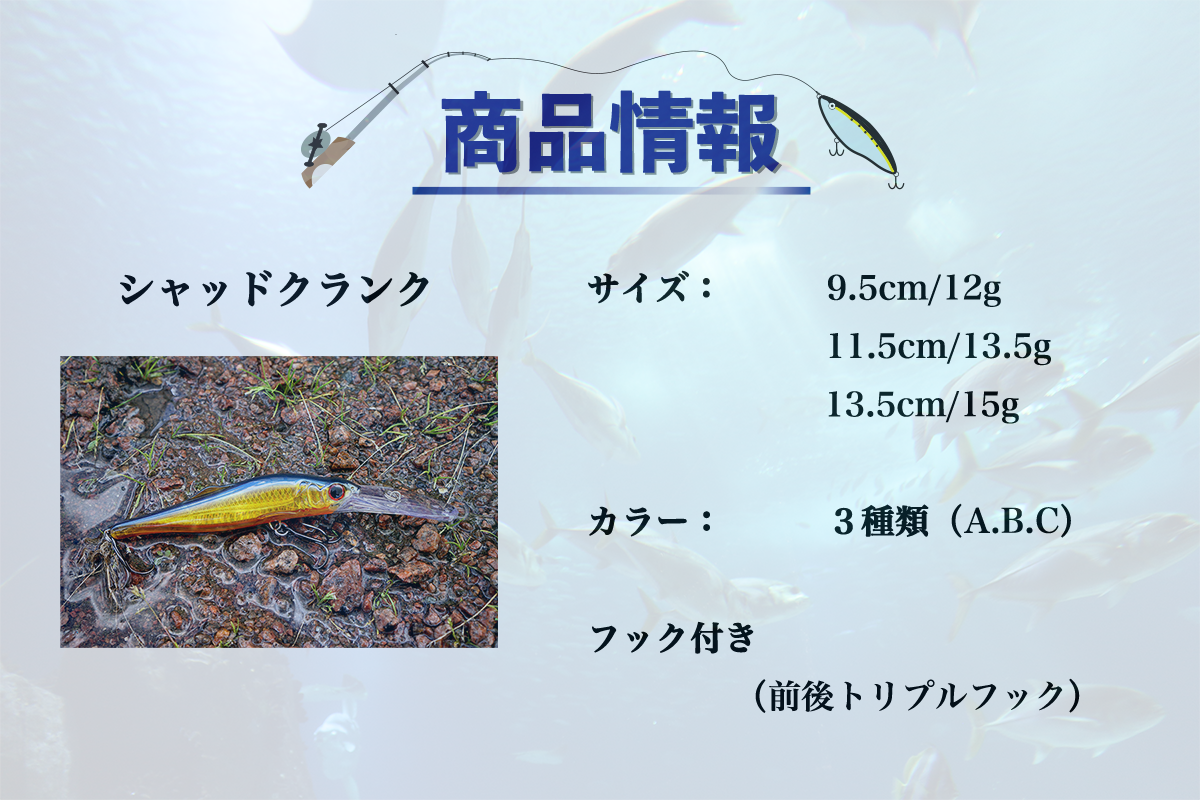 商品情報
シャッドクランク
サイズ：
9.5cm/12g
11.5cm/13.5g
13.5cm/15g
カラー：
３種類（A.B.C）
フック付き
（前後トリプルフック）